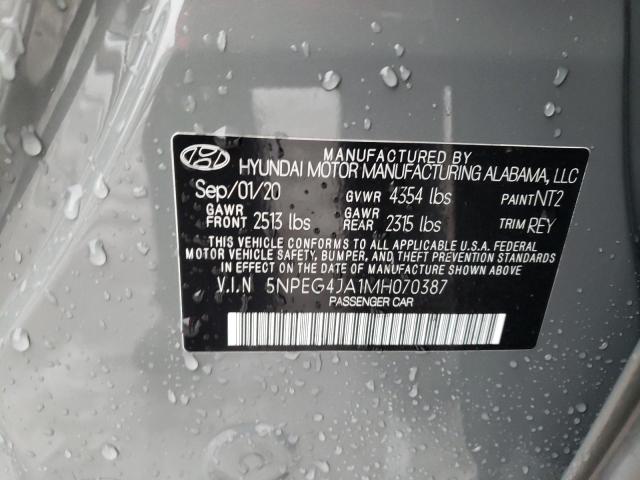 MANUFACTURED BY
HYUNDAI MOTOR MANUFACTURING ALABAMA, LLC
Sep/01/20 GVWR 4354 lbs PAINT NT2
GAWR FRONT 2513 lbs GAWR REAR 2315 lbs TRIM REY
THIS VEHICLE CONFORMS TO ALL APPLICABLE U.S.A. FEDERAL
MOTOR VEHICLE SAFETY, BUMPER, AND THEFT PREVENTION
STANDARDS IN EFFECT ON THE DATE OF MANUFACTURE SHOWN ABOVE.
V.I.N 5NPEG4JA1MH070387
PASSENGER CAR